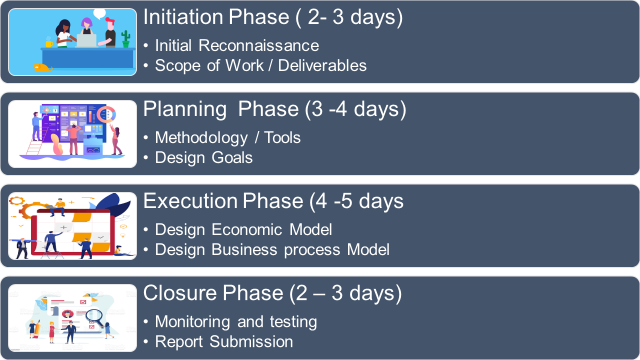 Initiation Phase ( 2- 3 days)
• Initial Reconnaissance
• Scope of Work / Deliverables
Planning Phase (3 -4 days)
• Methodology / Tools
• Design Goals
Execution Phase (4 -5 days
• Design Economic Model
• Design Business process Model
Closure Phase (2 – 3 days)
• Monitoring and testing
• Report Submission